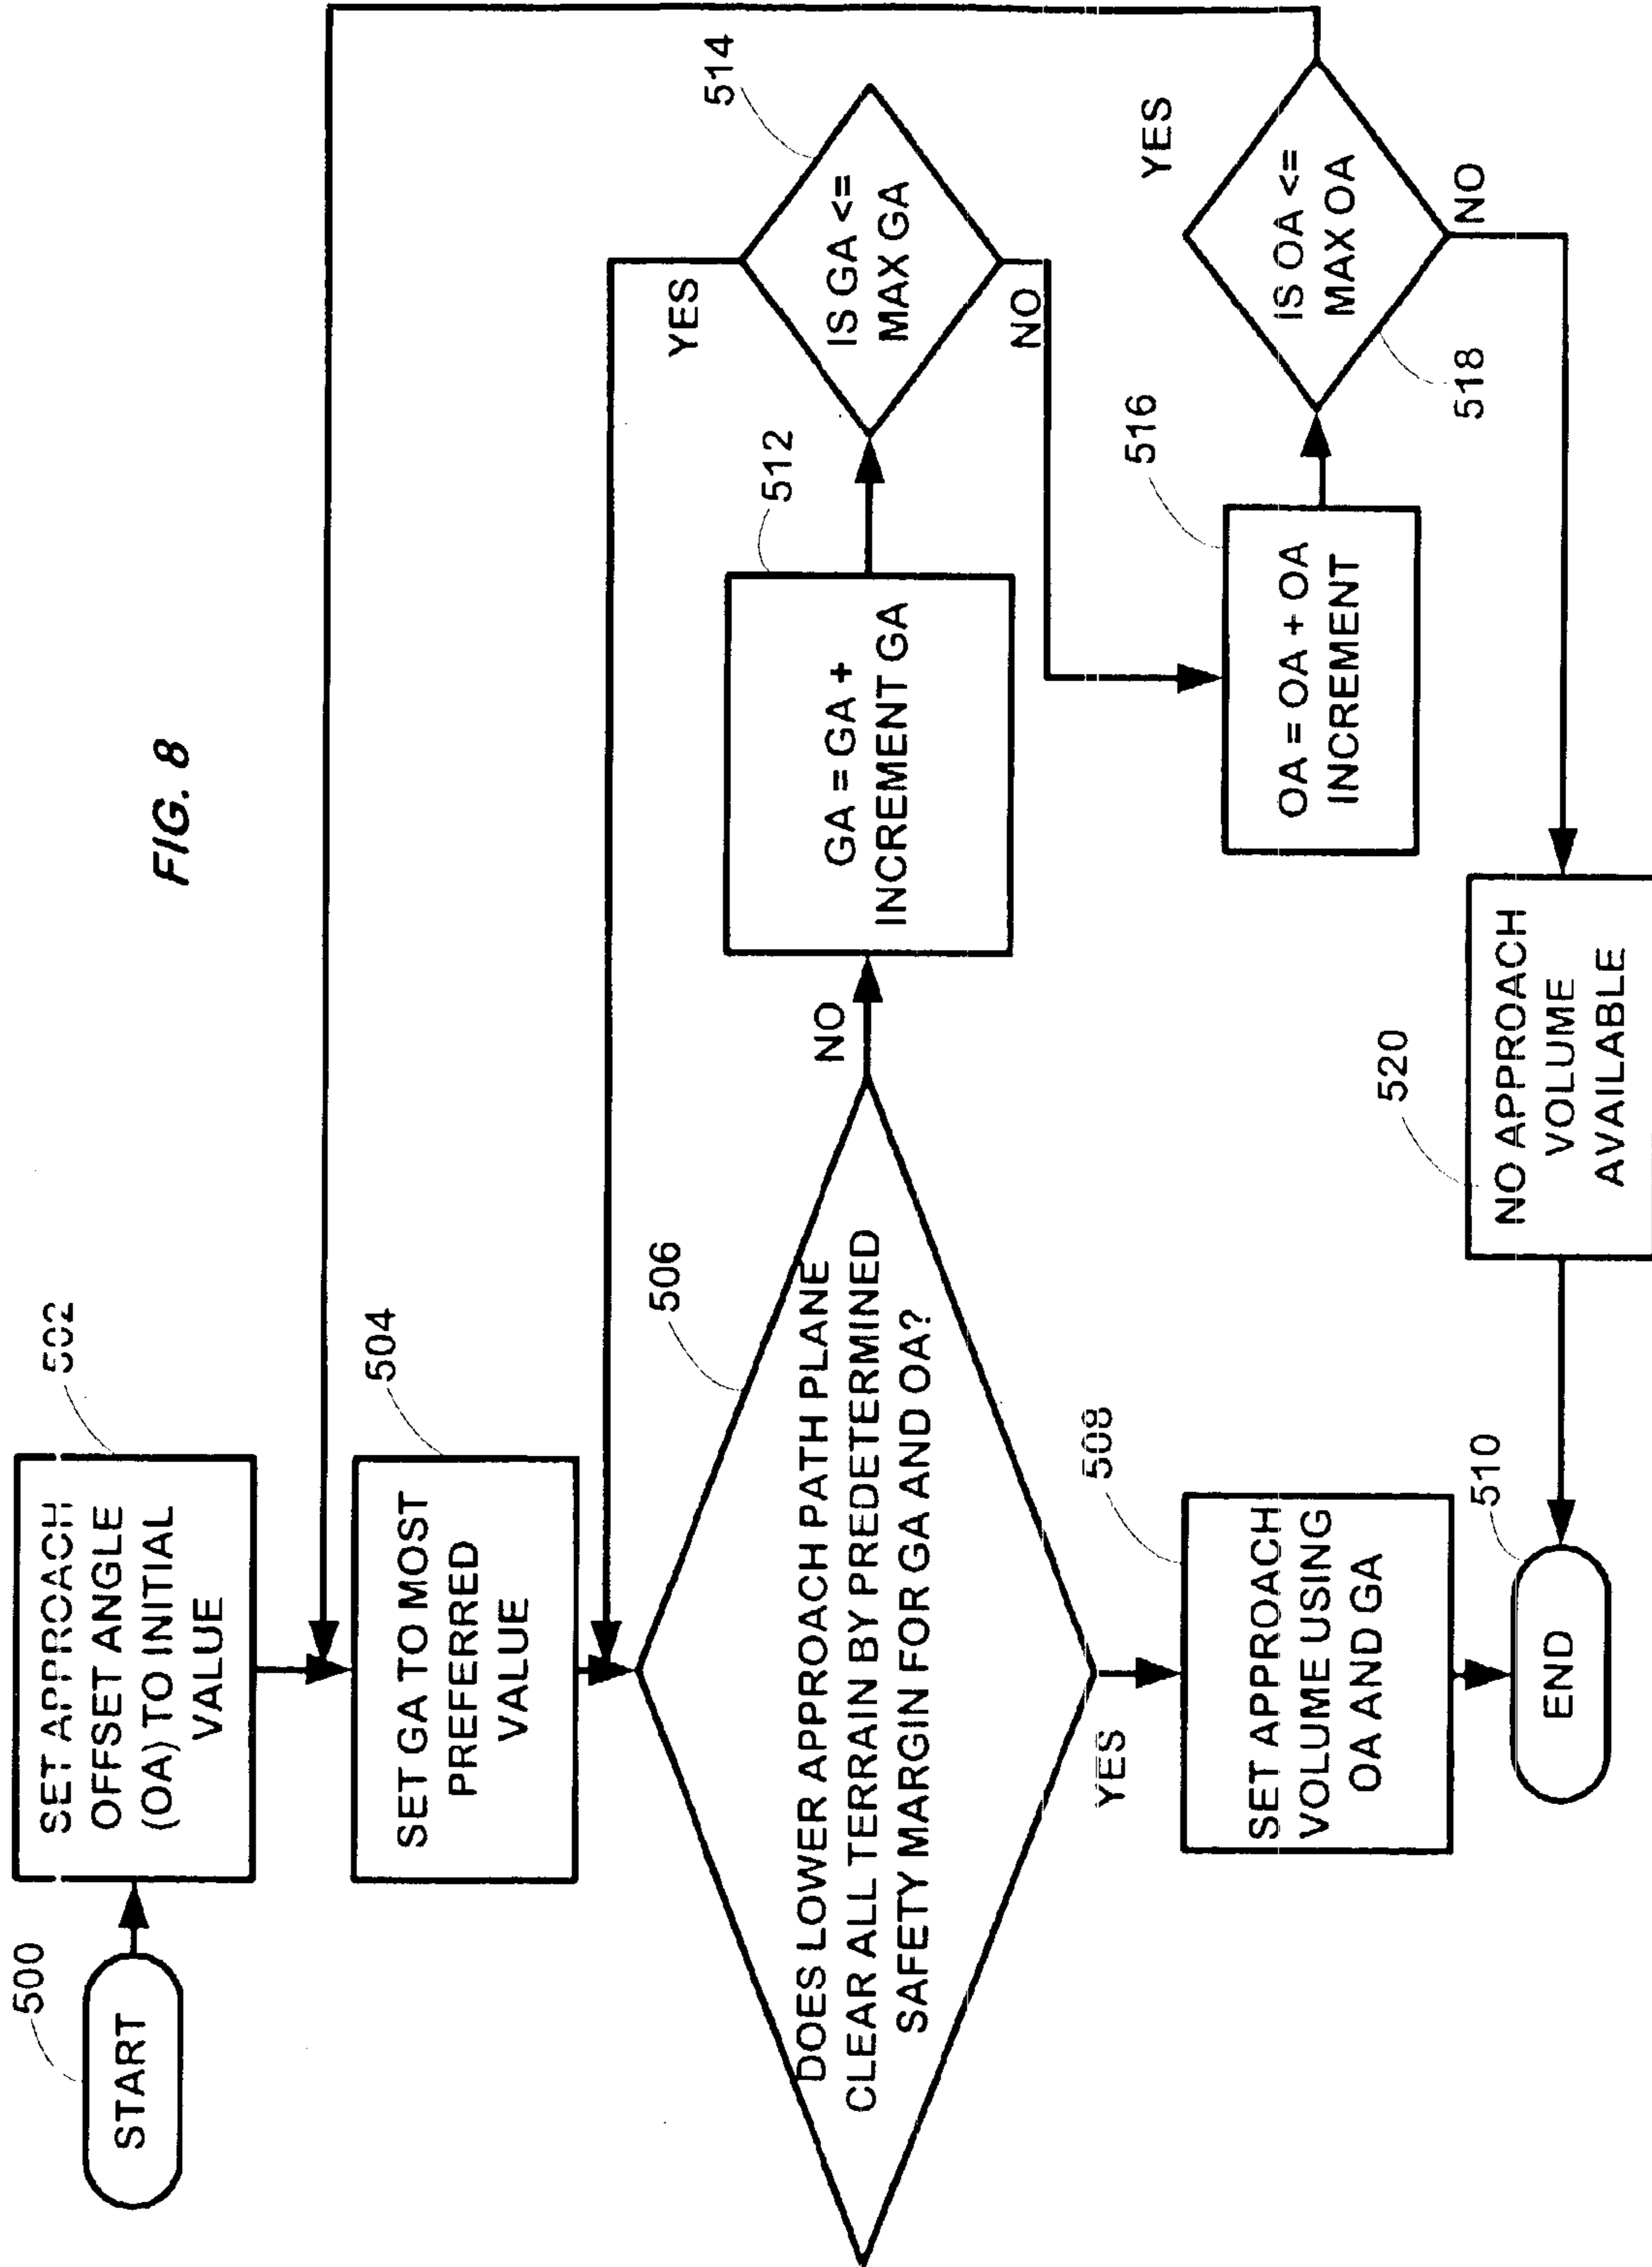 FIG. 8
500
START
502
SET APPROACH
OFFSET ANGLE
(OA) TO INITIAL
VALUE
504
SET GA TO MOST
PREFERRED
VALUE
506
DOES LOWER APPROACH PATH PLANE
CLEAR ALL TERRAIN BY PREDETERMINED
SAFETY MARGIN FOR GA AND OA?
YES
NO
508
SET APPROACH
VOLUME USING
OA AND GA
510
END
512
GA = GA +
INCREMENT GA
514
IS GA <=
MAX GA
YES
NO
516
OA = OA + OA
INCREMENT
518
IS OA <=
MAX OA
YES
NO
520
NO APPROACH
VOLUME
AVAILABLE